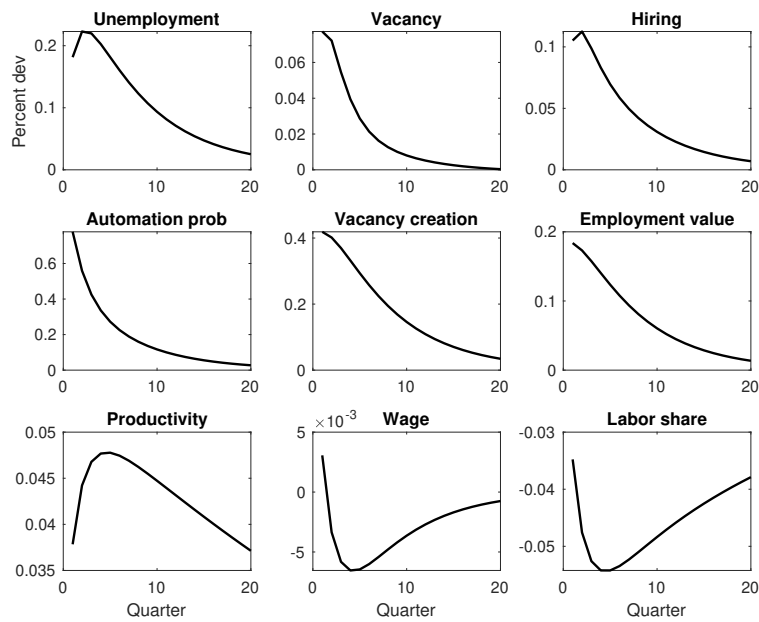 Unemployment Vacancy Hiring
0.2 0.06 0.1
0.04
Percent dev 0.1 0.05
0.02
0 0 0
0 10 20 0 10 20 0 10 20
Automation prob Vacancy creation Employment value
0.4 0.2
0.6
0.4 0.2 0.1
0.2
0 0 0
0 10 20 0 10 20 0 10 20
Productivity Wage Labor share
×10-3
0.05 5 -0.03
0.045 0 -0.04
0.04
-5 -0.05
0.035
0 10 20 0 10 20 0 10 20
Quarter Quarter Quarter